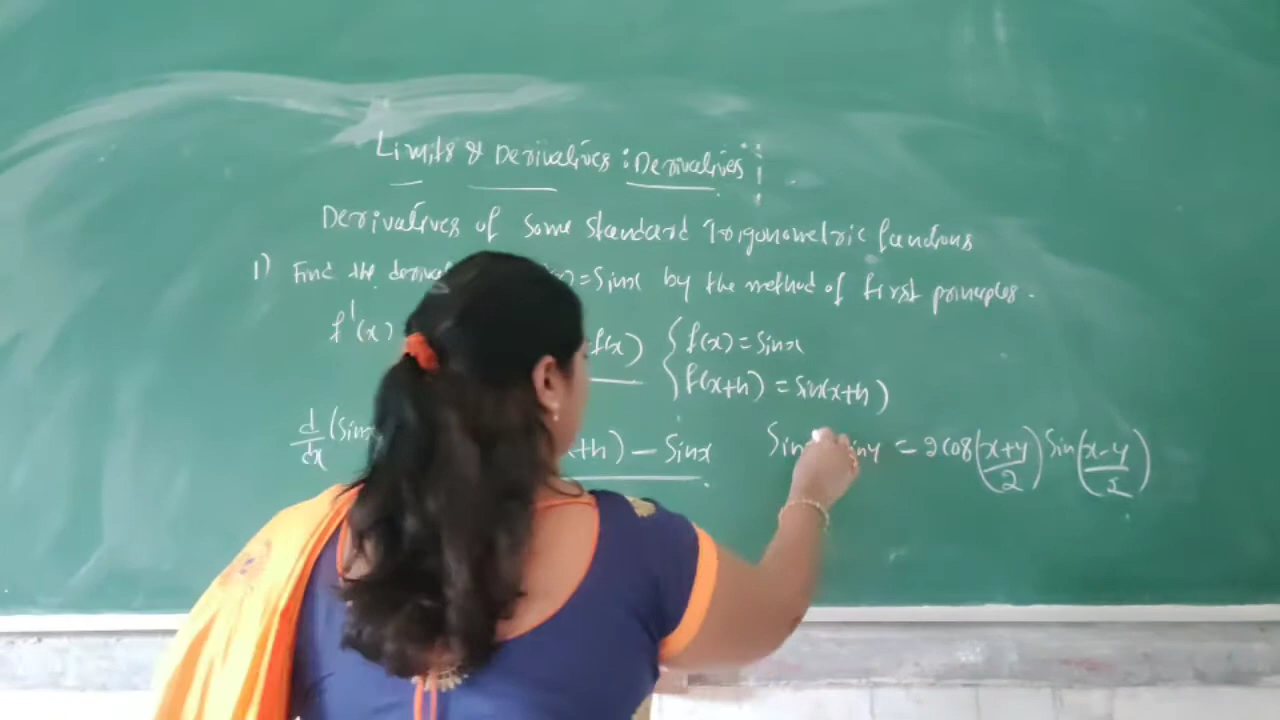 Limits & Derivatives : Derivatives
Derivatives of Some Standard Trigonometric functions
1) Find the = Sinx by the method of first principles.
f'(x) f(x) { f(x) = Sinx
f(x+h) = Sin(x+h)
d/dx (Sinx +h) - Sinx Sin = 2cos(x+y/2) Sin(x-y/2)